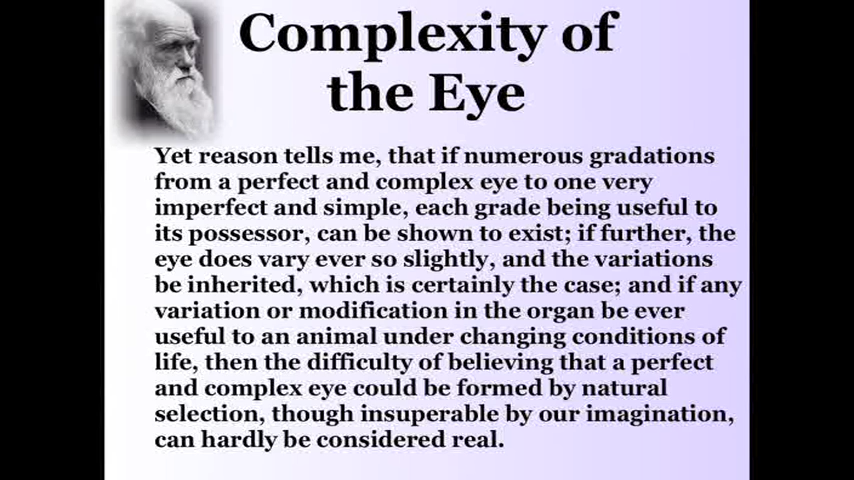 Complexity of
the Eye
Yet reason tells me, that if numerous gradations
from a perfect and complex eye to one very
imperfect and simple, each grade being useful to
its possessor, can be shown to exist; if further, the
eye does vary ever so slightly, and the variations
be inherited, which is certainly the case; and if any
variation or modification in the organ be ever
useful to an animal under changing conditions of
life, then the difficulty of believing that a perfect
and complex eye could be formed by natural
selection, though insuperable by our imagination,
can hardly be considered real.